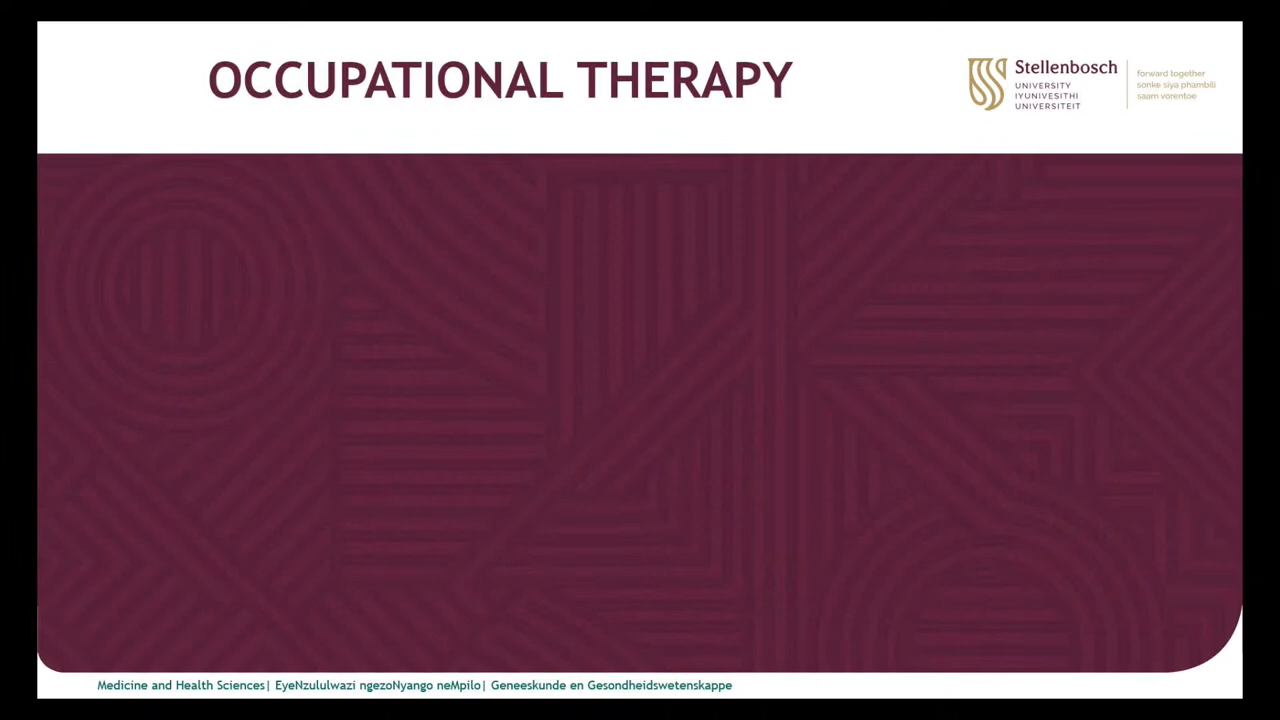 OCCUPATIONAL THERAPY
Stellenbosch
UNIVERSITY
IYUNIVESITHI
UNIVERSITEIT
forward together
sonke siya phambili
saam vorentoe
Medicine and Health Sciences| EyeNzululwazi ngezoNyango neMpilo| Geneeskunde en Gesondheidswetenskappe